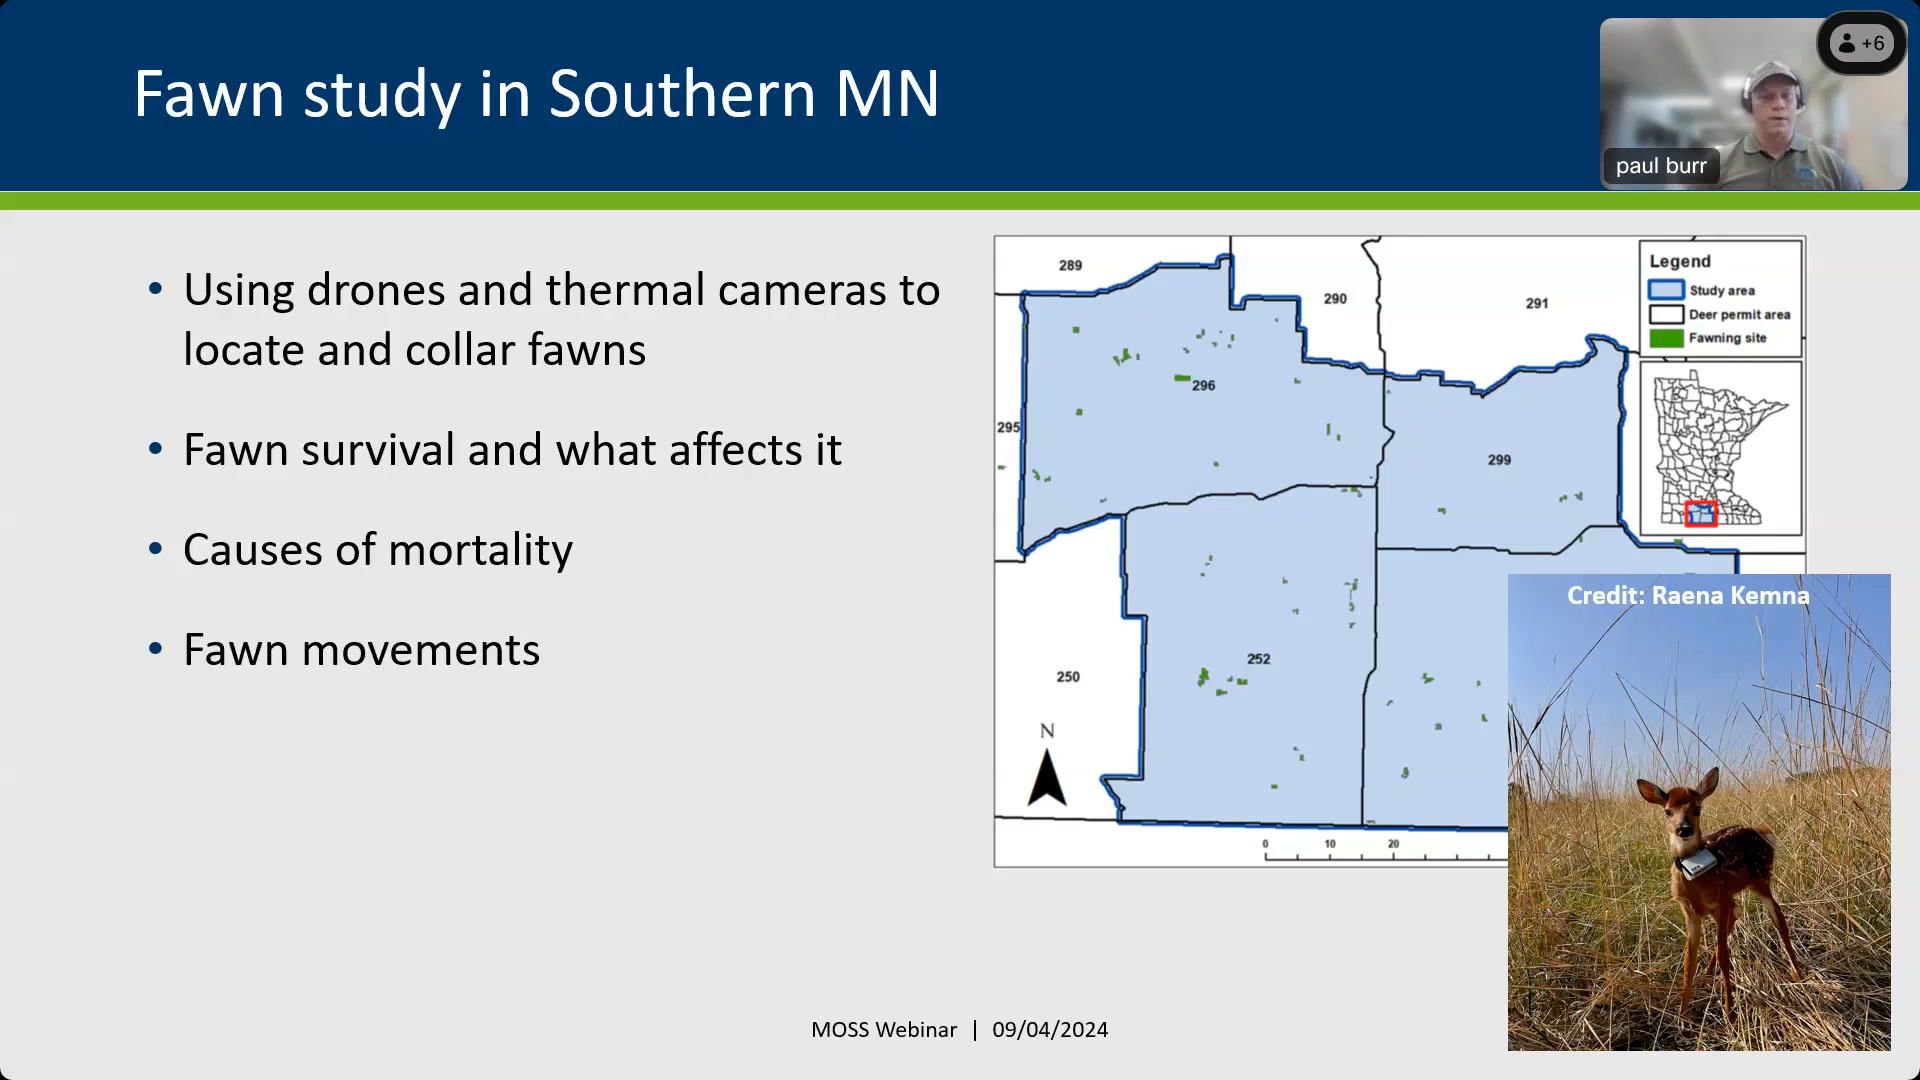 Fawn study in Southern MN
+6
paul burr
• Using drones and thermal cameras to
locate and collar fawns
• Fawn survival and what affects it
• Causes of mortality
• Fawn movements
289
290
291
295
296
299
250
252
N
0 10 20
Legend
Study area
Deer permit area
Fawning site
Credit: Raena Kemna
MOSS Webinar | 09/04/2024